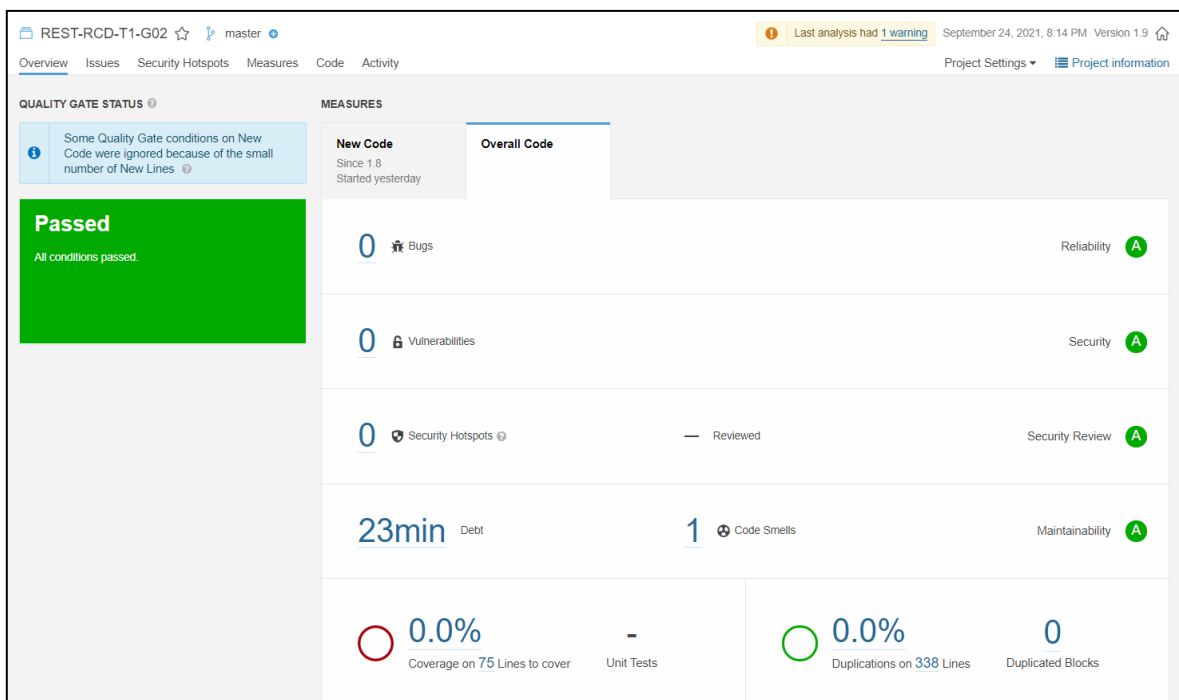 REST-RCD-T1-G02 master
Last analysis had 1 warning September 24, 2021, 8:14 PM Version 1.9
Overview Issues Security Hotspots Measures Code Activity
Project Settings Project information
QUALITY GATE STATUS
Some Quality Gate conditions on New
Code were ignored because of the small
number of New Lines
Passed
All conditions passed.
MEASURES
New Code
Since 1.8
Started yesterday
Overall Code
0 Bugs Reliability A
0 Vulnerabilities Security A
0 Security Hotspots — Reviewed Security Review A
23min Debt 1 Code Smells Maintainability A
0.0%
Coverage on 75 Lines to cover
-
Unit Tests
0.0%
Duplications on 338 Lines
0
Duplicated Blocks